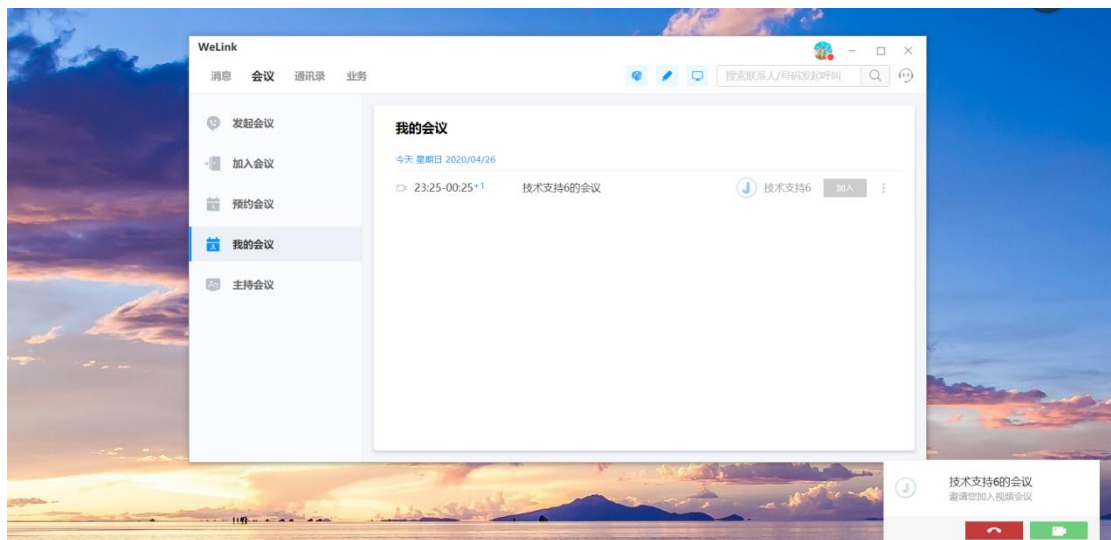 WeLink
消息 会议 通讯录 业务 搜索联系人/号码发起呼叫
发起会议
加入会议
预约会议
我的会议
主持会议
我的会议
今天 星期日 2020/04/26
23:25-00:25+1 技术支持6的会议 J 技术支持6 加入
J 技术支持6的会议
邀请您加入视频会议